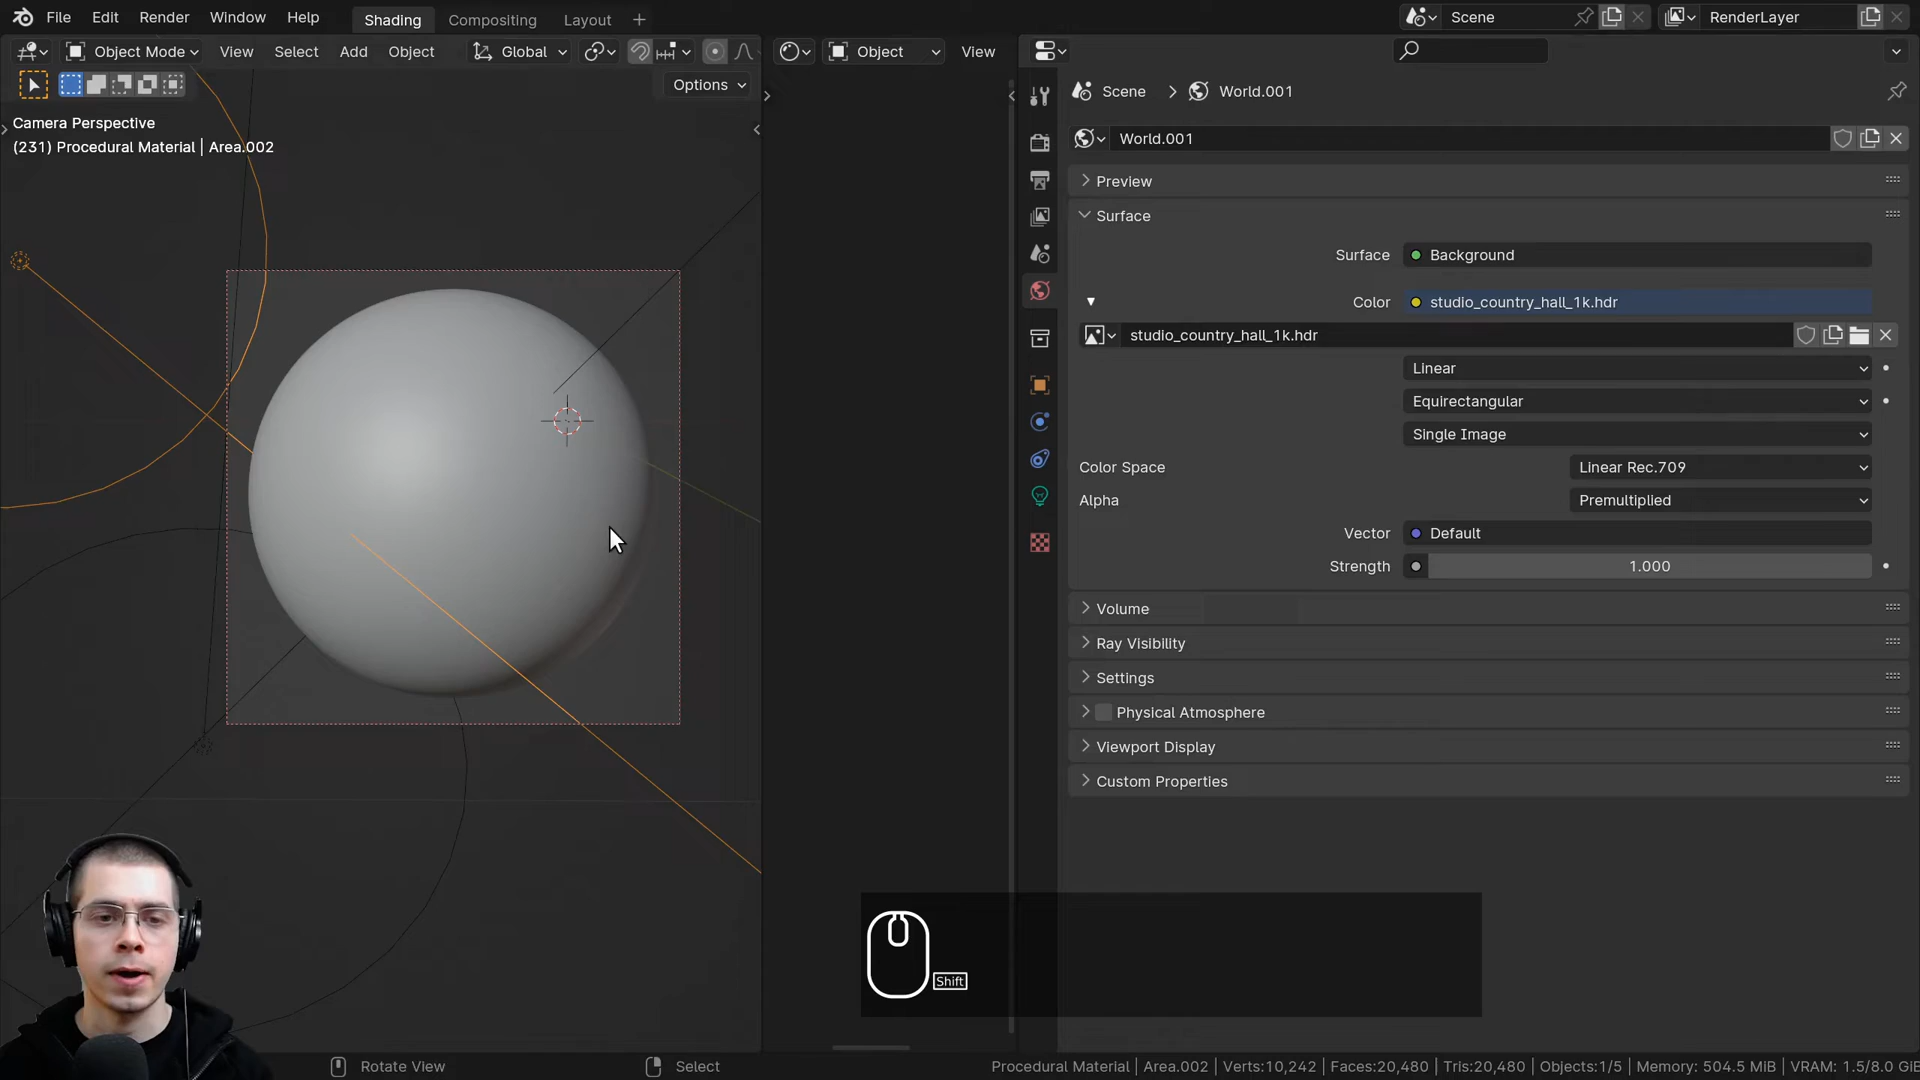 File Edit Render Window Help Shading Compositing Layout + Scene RenderLayer
Object Mode View Select Add Object Global Object View
Options
Camera Perspective
(231) Procedural Material | Area.002
Scene > World.001
World.001
Preview
Surface
Surface Background
Color studio_country_hall_1k.hdr
studio_country_hall_1k.hdr
Linear
Equirectangular
Single Image
Color Space Linear Rec.709
Alpha Premultiplied
Vector Default
Strength 1.000
Volume
Ray Visibility
Settings
Physical Atmosphere
Viewport Display
Custom Properties
Shift
Rotate View Select Procedural Material | Area.002 | Verts:10,242 | Faces:20,480 | Tris:20,480 | Objects:1/5 | Memory: 504.5 MiB | VRAM: 1.5/8.0 GiB